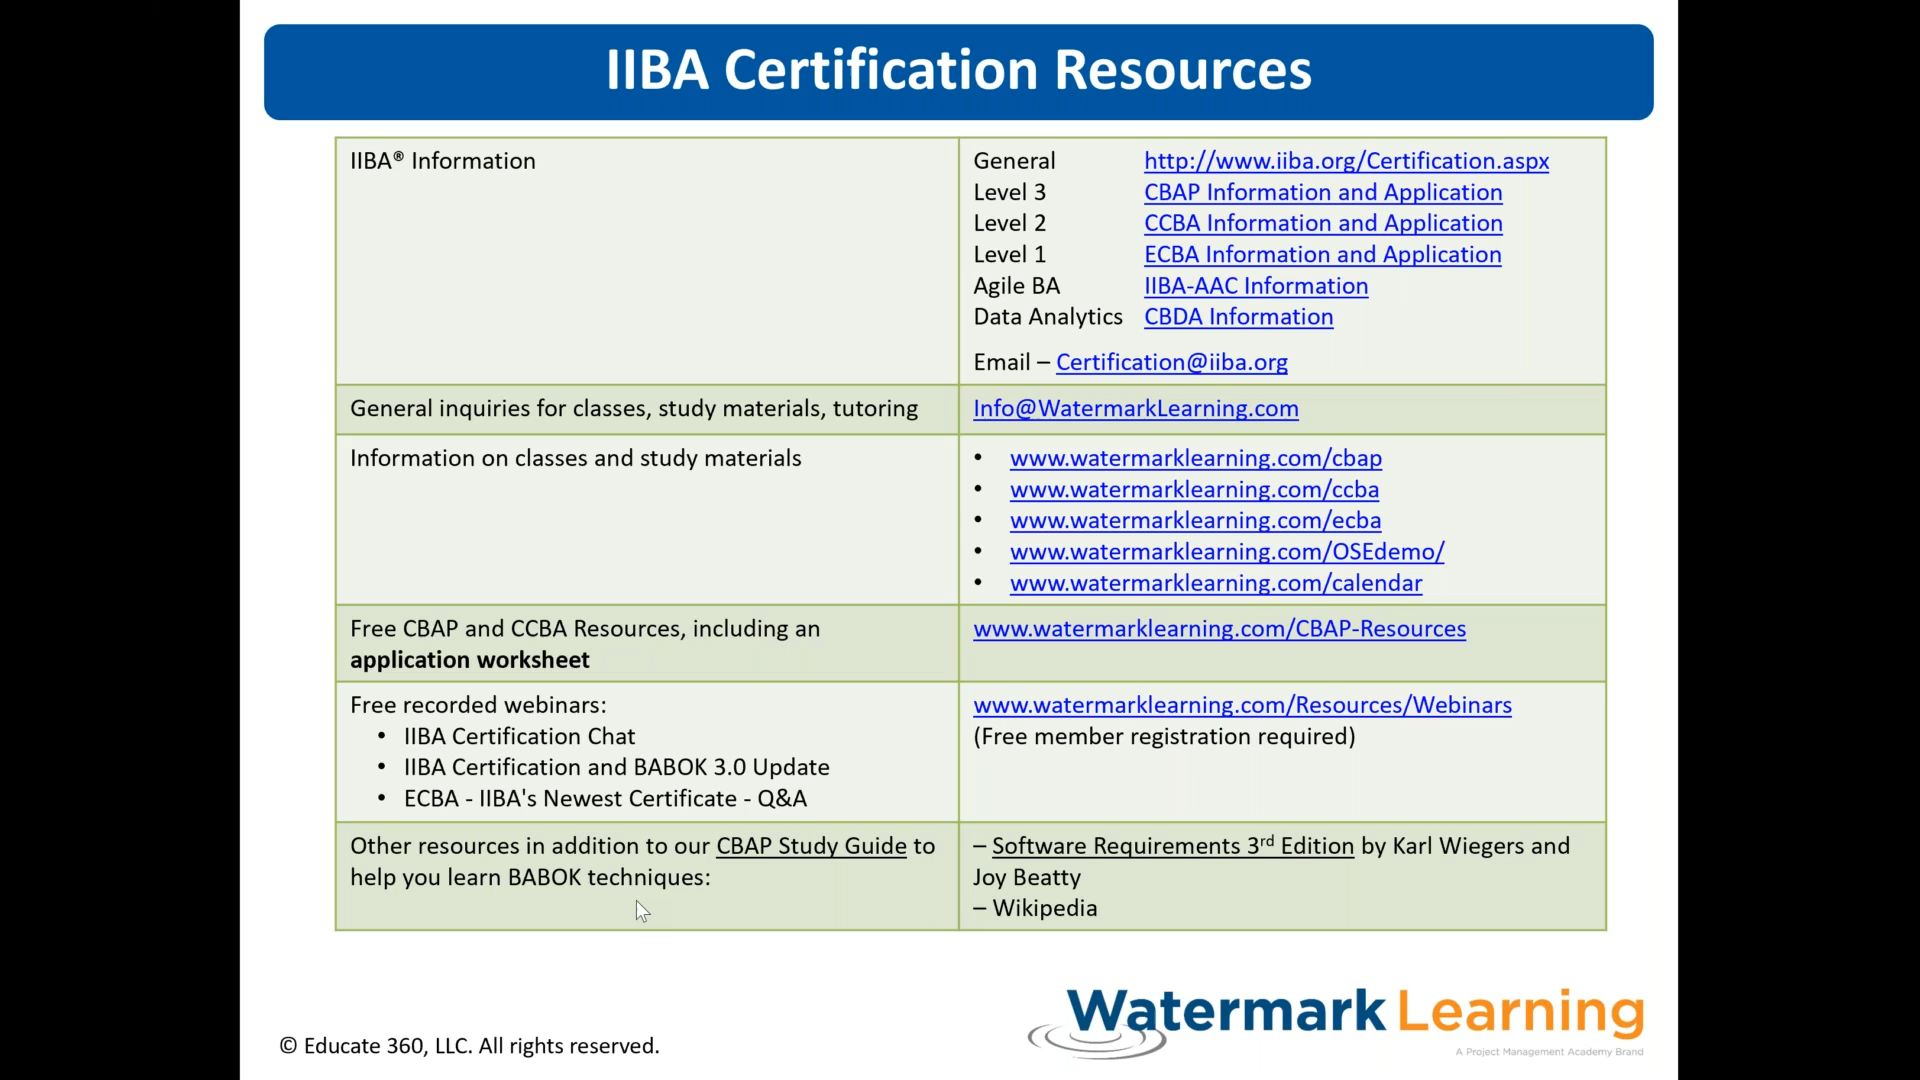 IIBA Certification Resources
IIBA® Information
General http://www.iiba.org/Certification.aspx
Level 3 CBAP Information and Application
Level 2 CCBA Information and Application
Level 1 ECBA Information and Application
Agile BA IIBA-AAC Information
Data Analytics CBDA Information
Email – Certification@iiba.org
General inquiries for classes, study materials, tutoring
Info@WatermarkLearning.com
Information on classes and study materials
• www.watermarklearning.com/cbap
• www.watermarklearning.com/ccba
• www.watermarklearning.com/ecba
• www.watermarklearning.com/OSEdemo/
• www.watermarklearning.com/calendar
Free CBAP and CCBA Resources, including an
application worksheet
www.watermarklearning.com/CBAP-Resources
Free recorded webinars:
• IIBA Certification Chat
• IIBA Certification and BABOK 3.0 Update
• ECBA - IIBA's Newest Certificate - Q&A
www.watermarklearning.com/Resources/Webinars
(Free member registration required)
Other resources in addition to our CBAP Study Guide to
help you learn BABOK techniques:
– Software Requirements 3rd Edition by Karl Wiegers and
Joy Beatty
– Wikipedia
© Educate 360, LLC. All rights reserved.
Watermark Learning
A Project Management Academy Brand